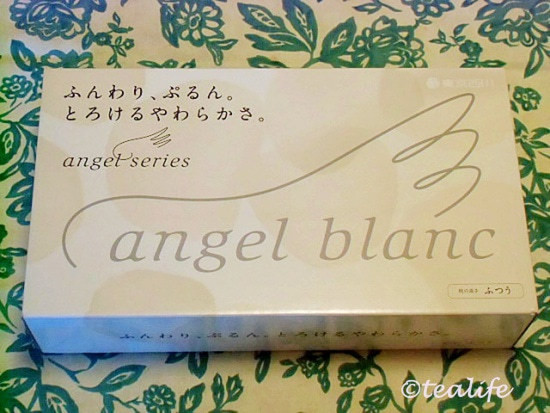 ふんわり、ぷるん。
とろけるやわらかさ。
angel series
angel blanc
ふつう
ふんわり、ぷるん。とろけるやわらかさ。
©tealife